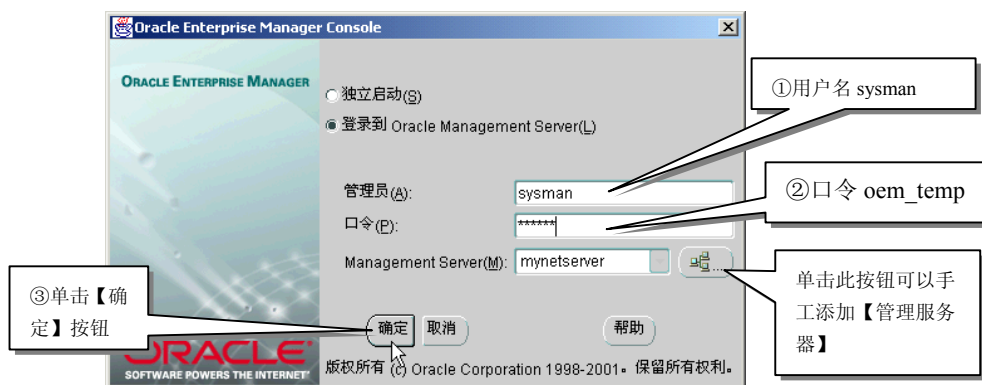 Oracle Enterprise Manager Console
ORACLE ENTERPRISE MANAGER
独立启动(S)
登录到 Oracle Management Server(L)
管理员(A): sysman
口令(P): ******
Management Server(M): mynetserver
...
确定 取消 帮助
ORACLE
SOFTWARE POWERS THE INTERNET
版权所有 (c) Oracle Corporation 1998-2001。保留所有权利。
①用户名 sysman
②口令 oem_temp
单击此按钮可以手
工添加【管理服务
器】
③单击【确
定】按钮